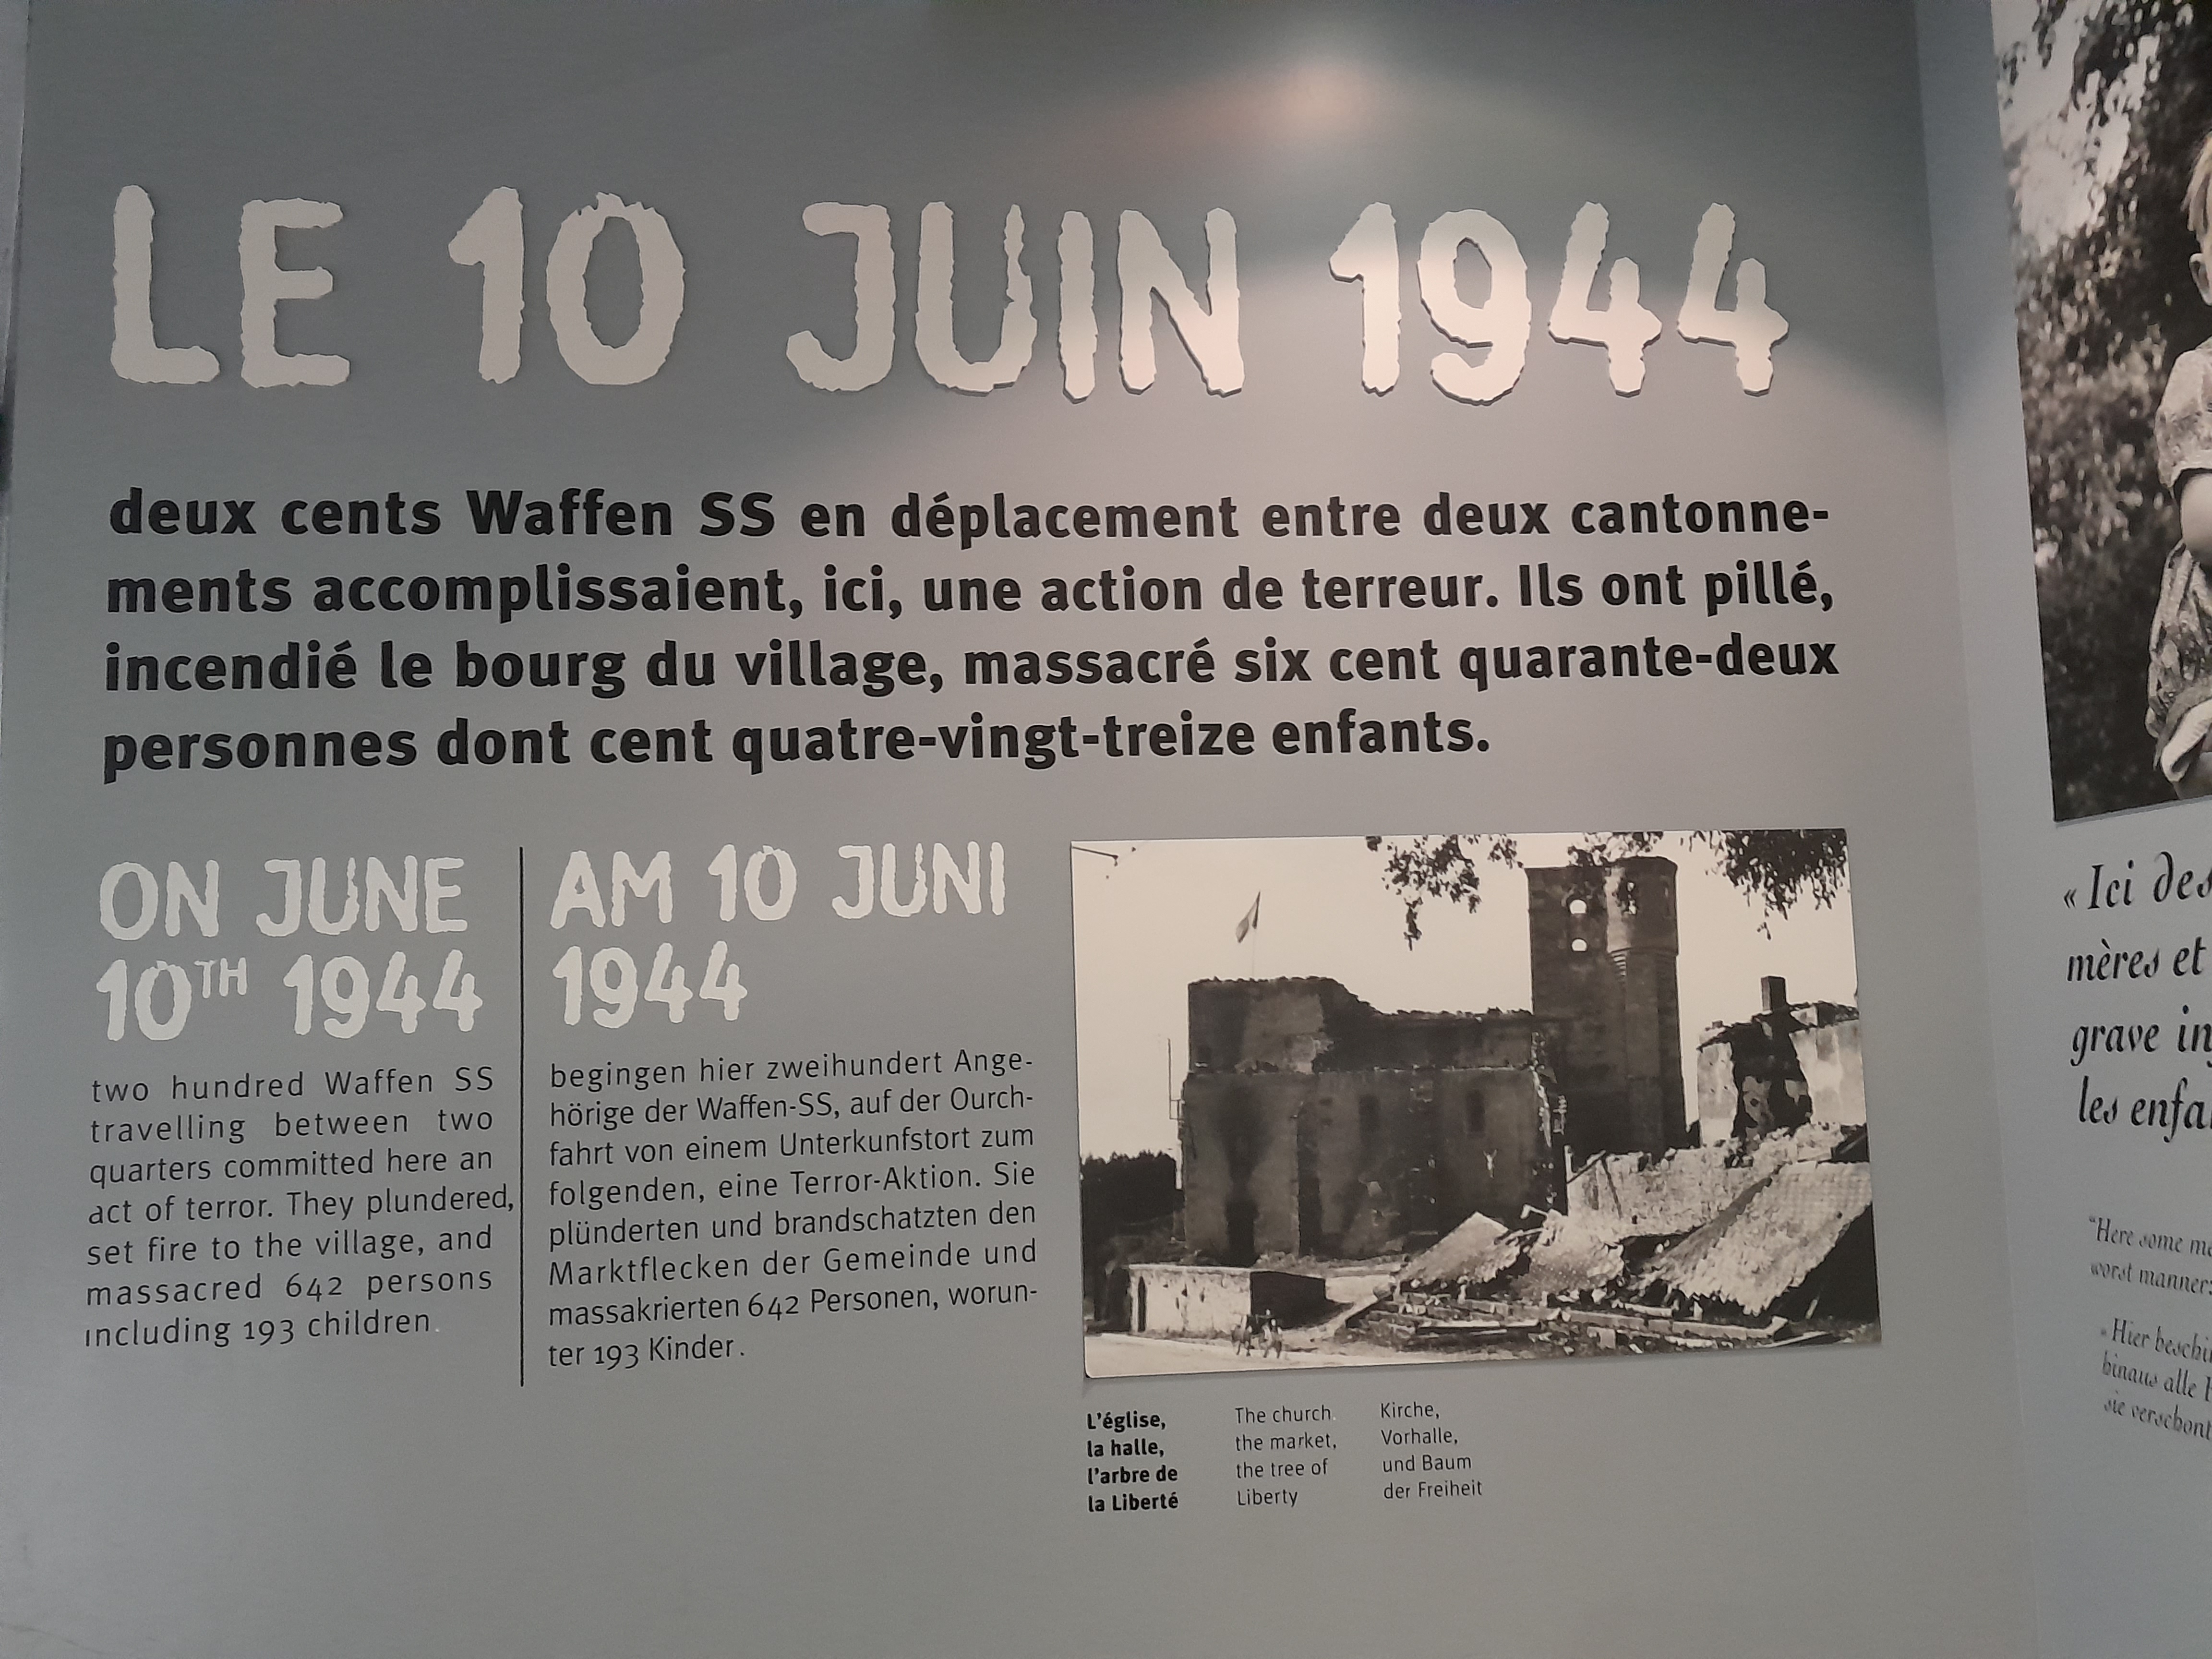 LE 10 JUIN 1944
deux cents Waffen SS en déplacement entre deux cantonne-
ments accomplissaient, ici, une action de terreur. Ils ont pillé,
incendié le bourg du village, massacré six cent quarante-deux
personnes dont cent quatre-vingt-treize enfants.
ON JUNE
10TH 1944
two hundred Waffen SS
travelling between two
quarters committed here an
act of terror. They plundered,
set fire to the village, and
massacred 642 persons
including 193 children.
AM 10 JUNI
1944
begingen hier zweihundert Ange-
hörige der Waffen-SS, auf der Ourch-
fahrt von einem Unterkunfstort zum
folgenden, eine Terror-Aktion. Sie
plünderten und brandschatzten den
Marktflecken der Gemeinde und
massakrierten 642 Personen, worun-
ter 193 Kinder.
L'église,
la halle,
l'arbre de
la Liberté
The church.
the market,
the tree of
Liberty
Kirche,
Vorhalle,
und Baum
der Freiheit
« Ici des
mères et
grave
les
"Here some
worst
Hier
hinaus alle
sie